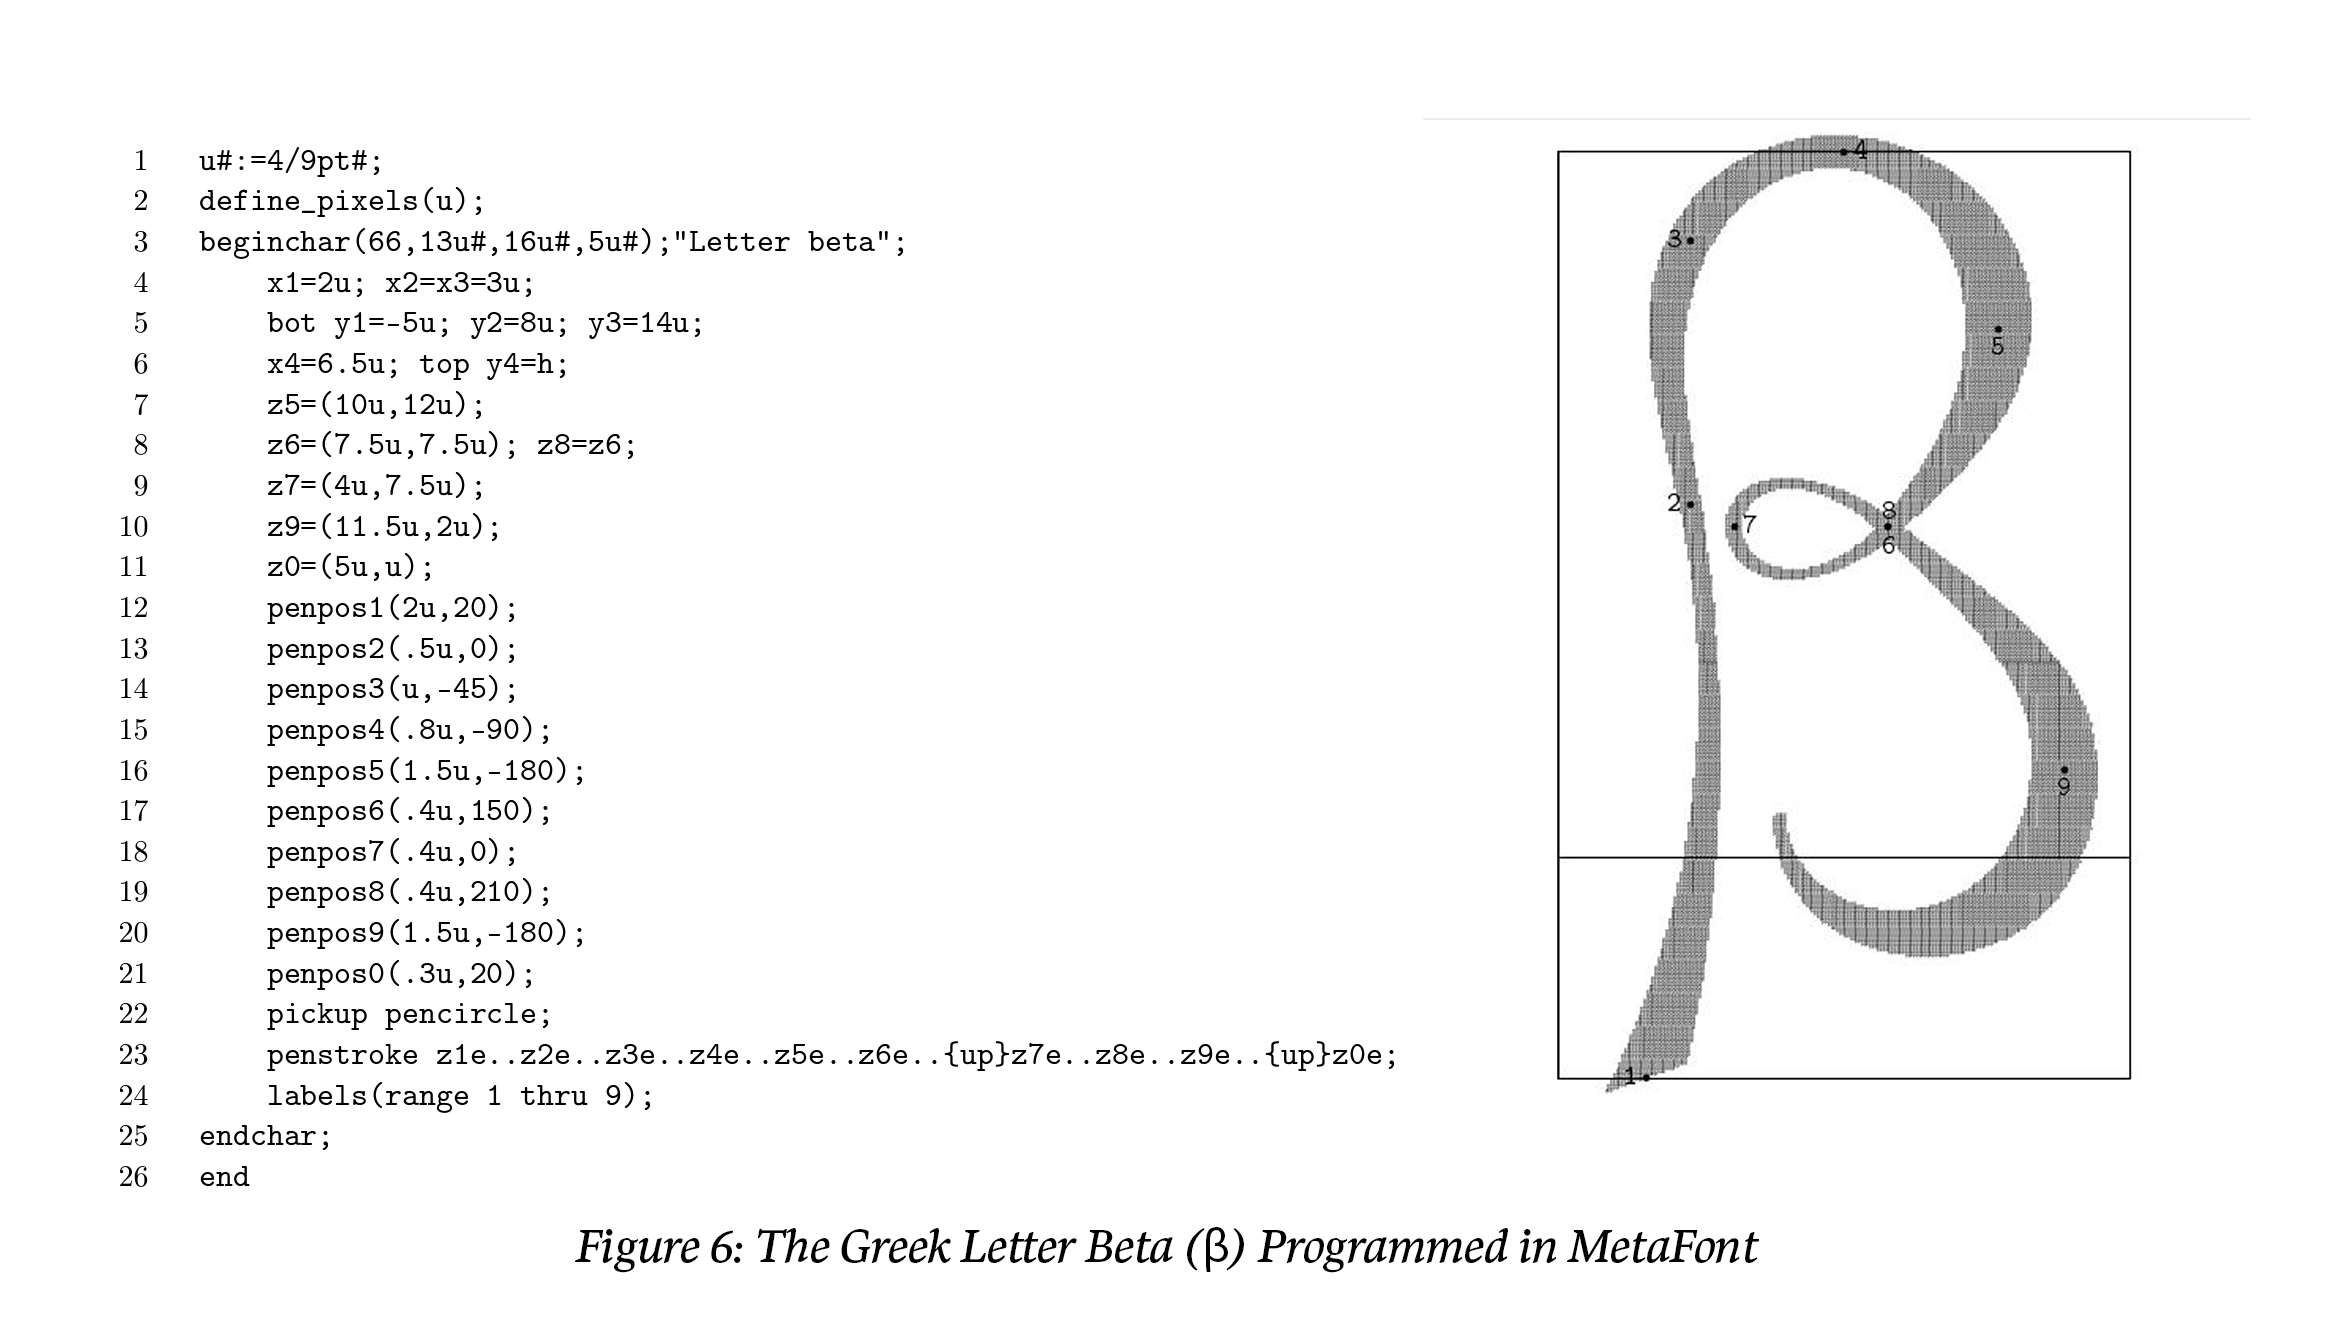 1 u#:=4/9pt#;
2 define_pixels(u);
3 beginchar(66,13u#,16u#,5u#);"Letter beta";
4 x1=2u; x2=x3=3u;
5 bot y1=-5u; y2=8u; y3=14u;
6 x4=6.5u; top y4=h;
7 z5=(10u,12u);
8 z6=(7.5u,7.5u); z8=z6;
9 z7=(4u,7.5u);
10 z9=(11.5u,2u);
11 z0=(5u,u);
12 penpos1(2u,20);
13 penpos2(.5u,0);
14 penpos3(u,-45);
15 penpos4(.8u,-90);
16 penpos5(1.5u,-180);
17 penpos6(.4u,150);
18 penpos7(.4u,0);
19 penpos8(.4u,210);
20 penpos9(1.5u,-180);
21 penpos0(.3u,20);
22 pickup pencircle;
23 penstroke z1e..z2e..z3e..z4e..z5e..z6e..{up}z7e..z8e..z9e..{up}z0e;
24 labels(range 1 thru 9);
25 endchar;
26 end
4
3
5
2
8
7
6
9
1
Figure 6: The Greek Letter Beta (β) Programmed in MetaFont